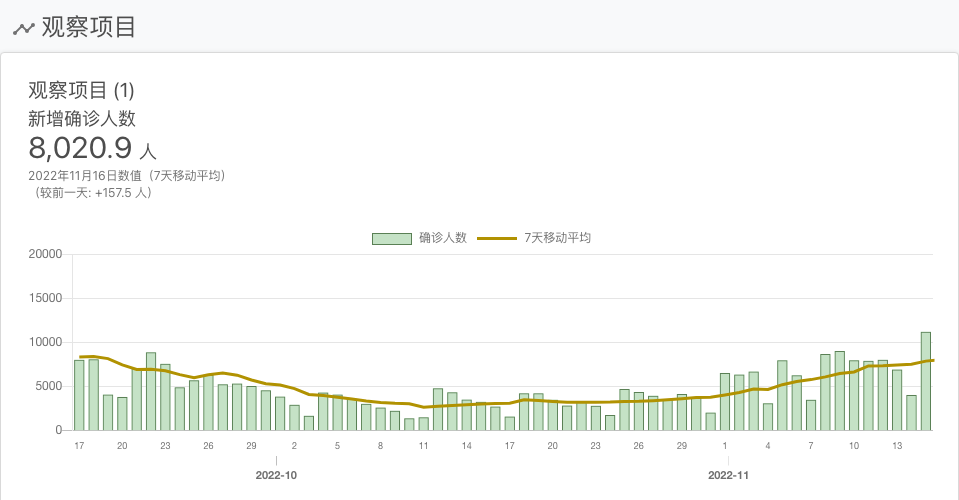 观察项目
观察项目 (1)
新增确诊人数
8,020.9 人
2022年11月16日数值（7天移动平均）
（较前一天: +157.5 人）
确诊人数 7天移动平均
20000
15000
10000
5000
0
17 20 23 26 29 2 5 8 11 14 17 20 23 26 29 1 4 7 10 13
2022-10 2022-11